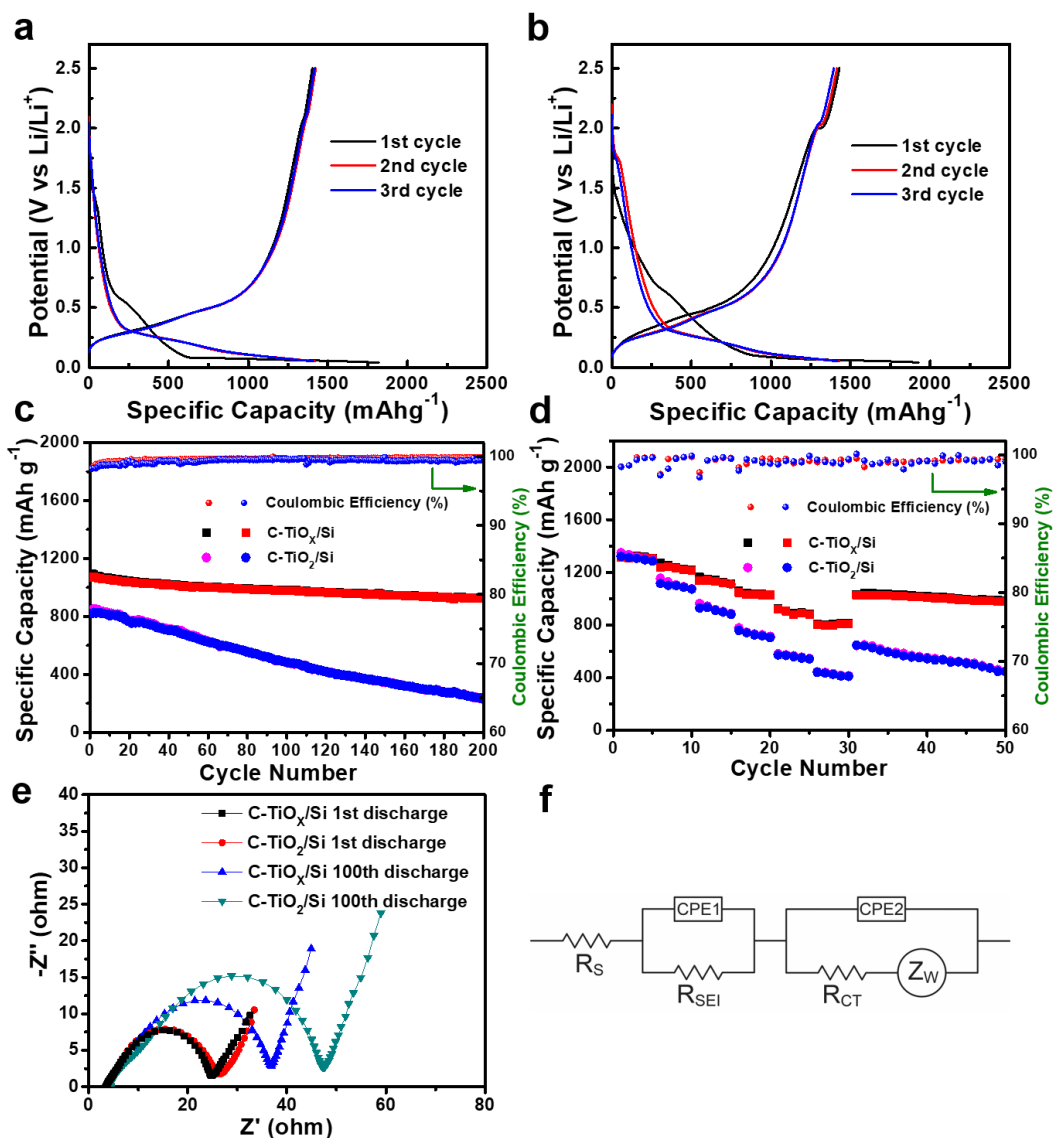 a
2.5
2.0
1.5
1.0
0.5
0.0
Potential (V vs Li/Li⁺)
1st cycle
2nd cycle
3rd cycle
0 500 1000 1500 2000 2500
Specific Capacity (mAhg⁻¹)
b
2.5
2.0
1.5
1.0
0.5
0.0
Potential (V vs Li/Li⁺)
1st cycle
2nd cycle
3rd cycle
0 500 1000 1500 2000 2500
Specific Capacity (mAhg⁻¹)
c
2000
1600
1200
800
400
0
Specific Capacity (mAh g⁻¹)
Coulombic Efficiency (%)
C-TiOₓ/Si
C-TiO₂/Si
100
90
80
70
60
Coulombic Efficiency (%)
0 20 40 60 80 100 120 140 160 180 200
Cycle Number
d
2000
1600
1200
800
400
0
Specific Capacity (mAh g⁻¹)
Coulombic Efficiency (%)
C-TiOₓ/Si
C-TiO₂/Si
100
90
80
70
60
Coulombic Efficiency (%)
0 10 20 30 40 50
Cycle Number
e
40
35
30
25
20
15
10
5
0
-Z'' (ohm)
C-TiOₓ/Si 1st discharge
C-TiO₂/Si 1st discharge
C-TiOₓ/Si 100th discharge
C-TiO₂/Si 100th discharge
0 20 40 60 80
Z' (ohm)
f
CPE1
CPE2
R_S
R_SEI
R_CT
Z_W